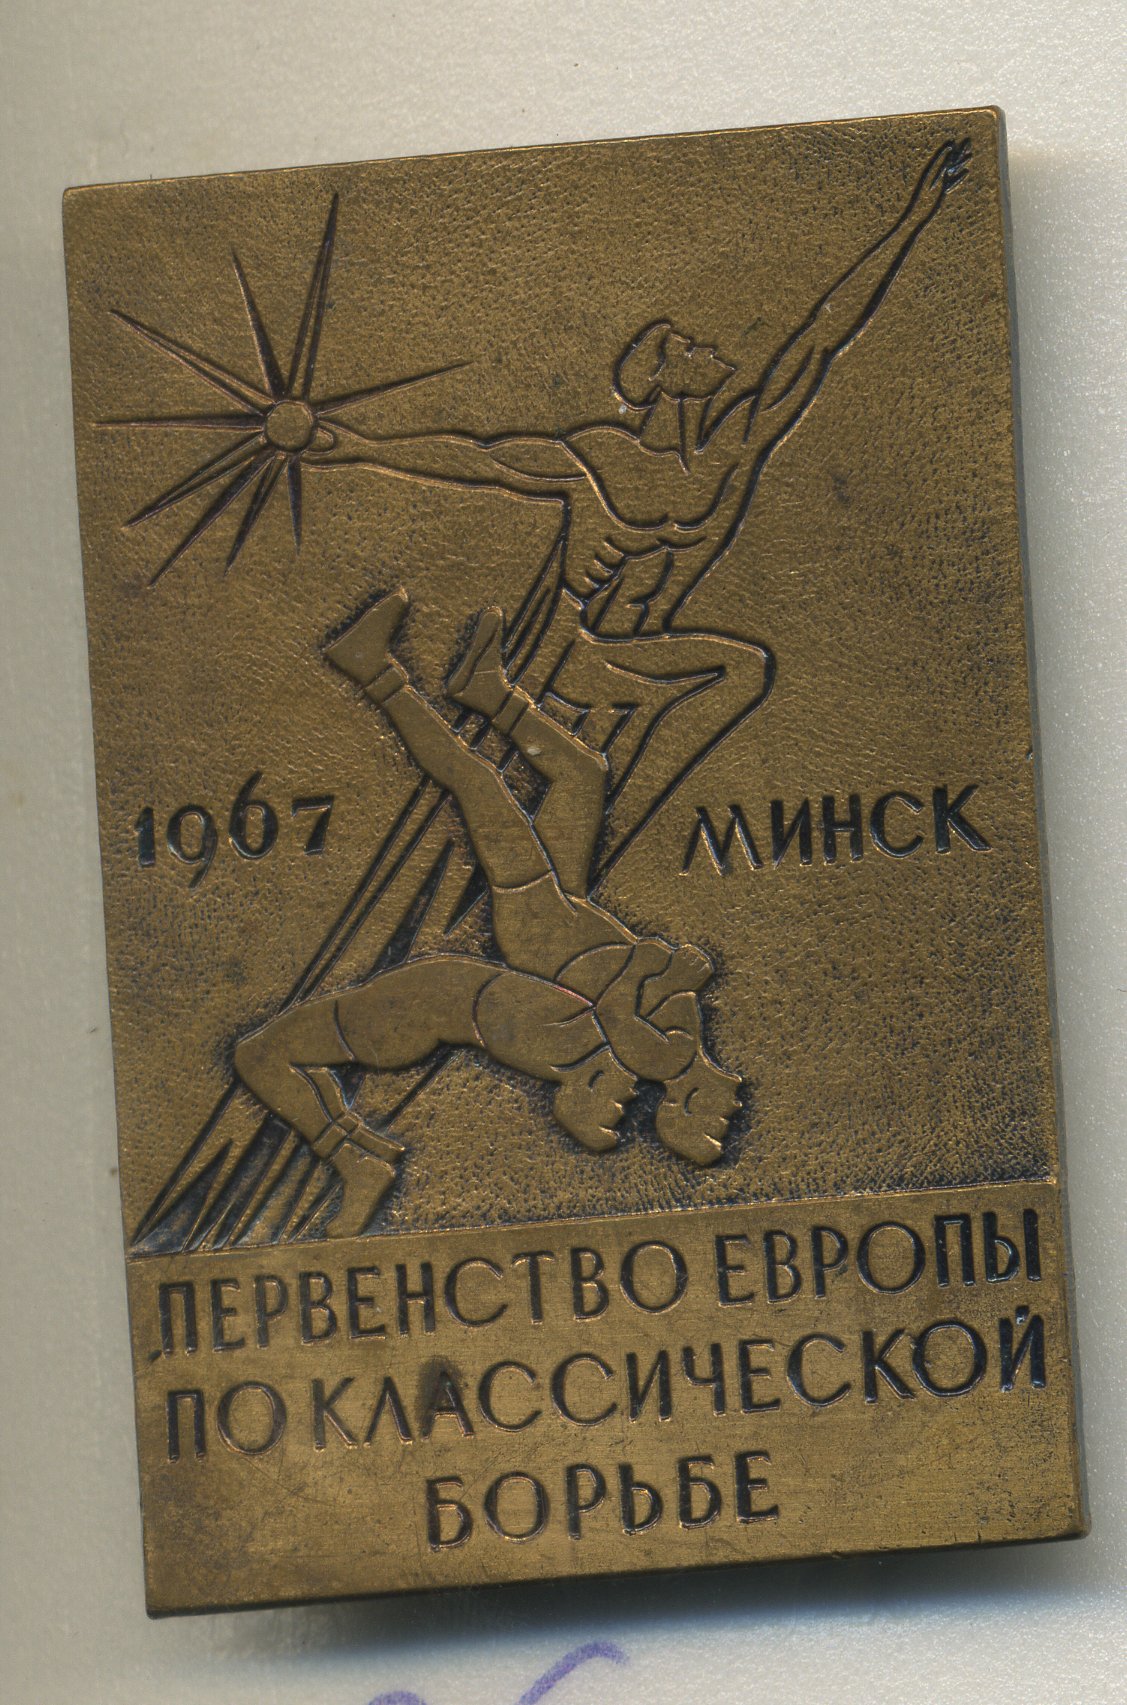 1967 МИНСК
ПЕРВЕНСТВО ЕВРОПЫ
ПО КЛАССИЧЕСКОЙ
БОРЬБЕ